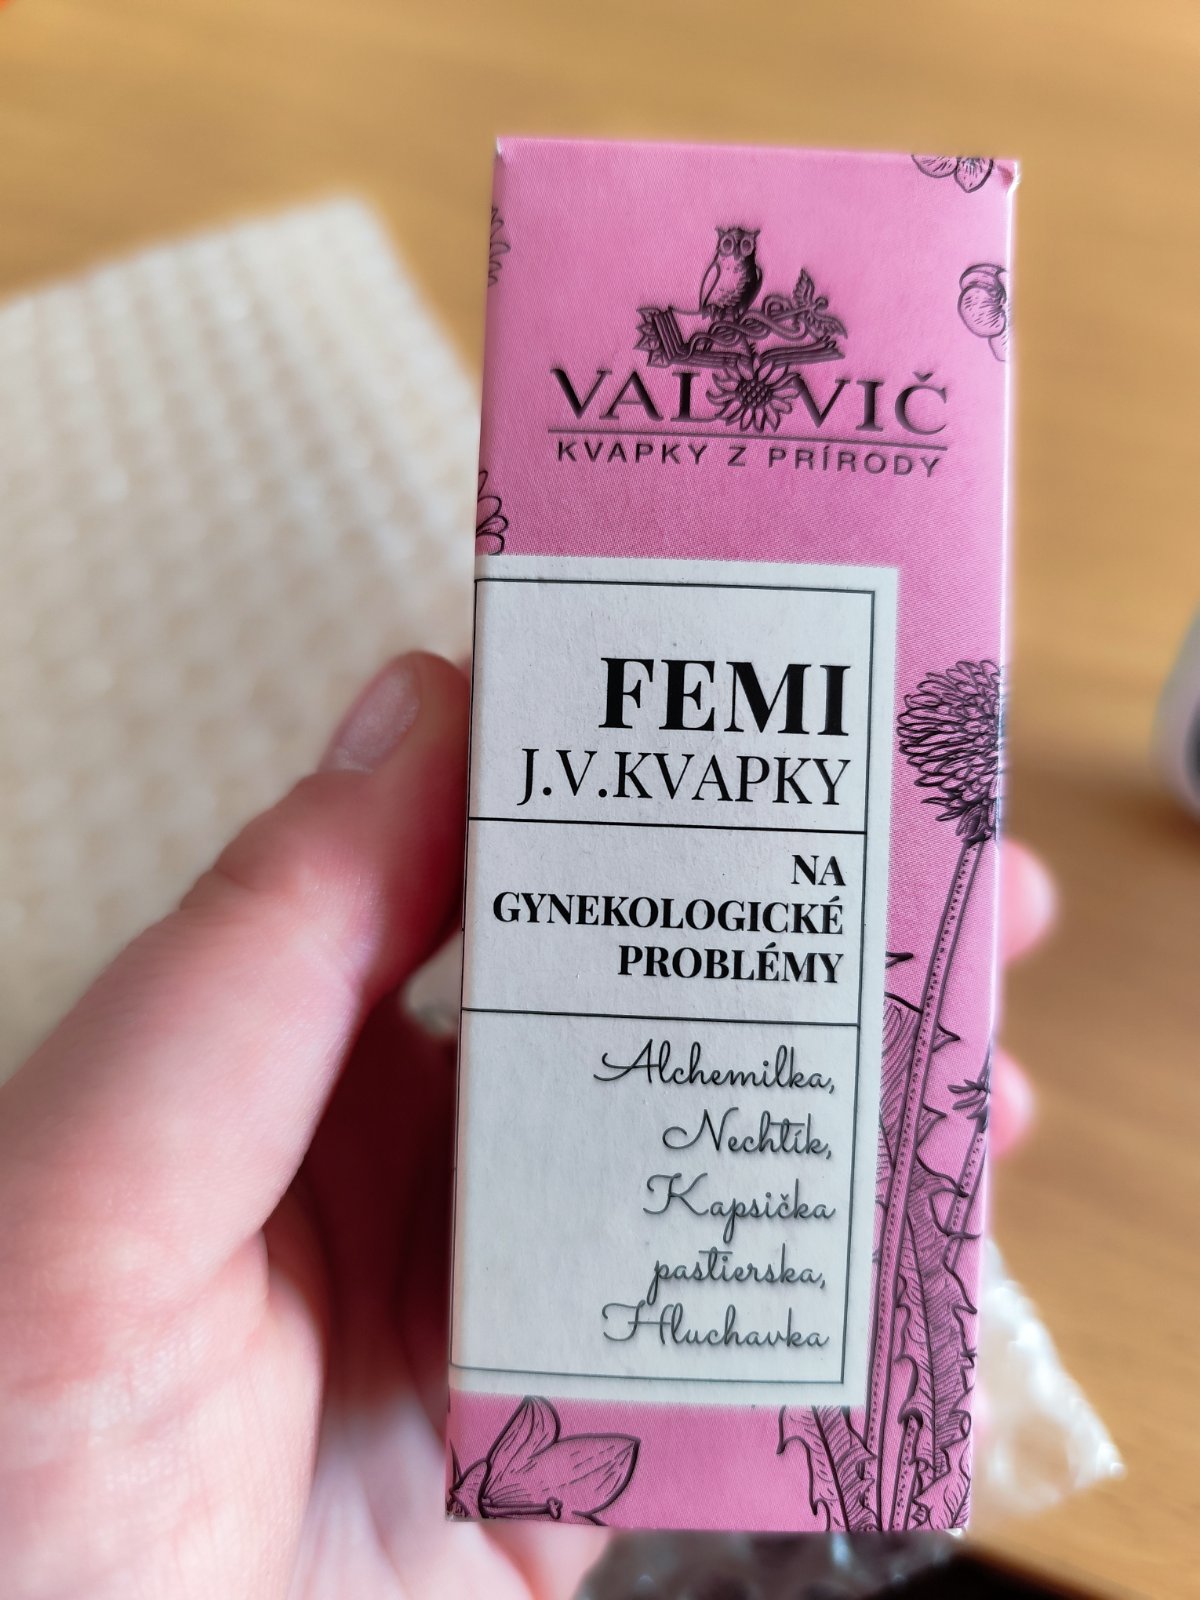 VALOVIČ
KVAPKY Z PRÍRODY
FEMI
J.V.KVAPKY
NA
GYNEKOLOGICKÉ
PROBLÉMY
Alchemilka,
Nechtík,
Kapsička
pastierska,
Hluchavka